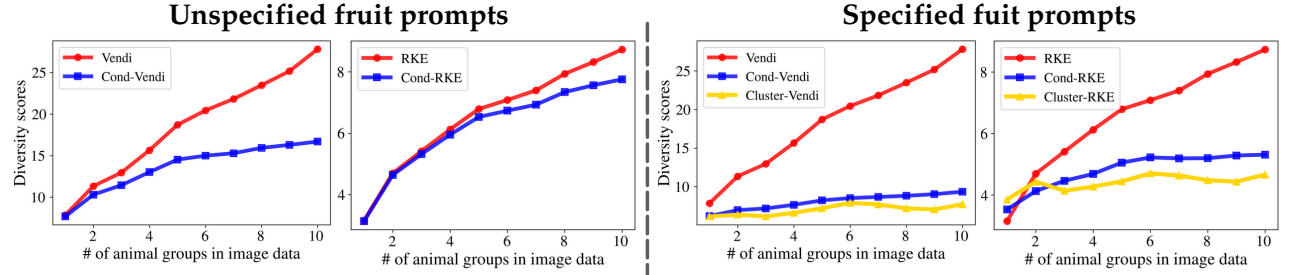 Unspecified fruit prompts
Diversity scores
25
20
15
10
Vendi
Cond-Vendi
2 4 6 8 10
# of animal groups in image data
8
6
4
RKE
Cond-RKE
2 4 6 8 10
# of animal groups in image data
Specified fuit prompts
Diversity scores
25
20
15
10
Vendi
Cond-Vendi
Cluster-Vendi
2 4 6 8 10
# of animal groups in image data
8
6
4
RKE
Cond-RKE
Cluster-RKE
2 4 6 8 10
# of animal groups in image data